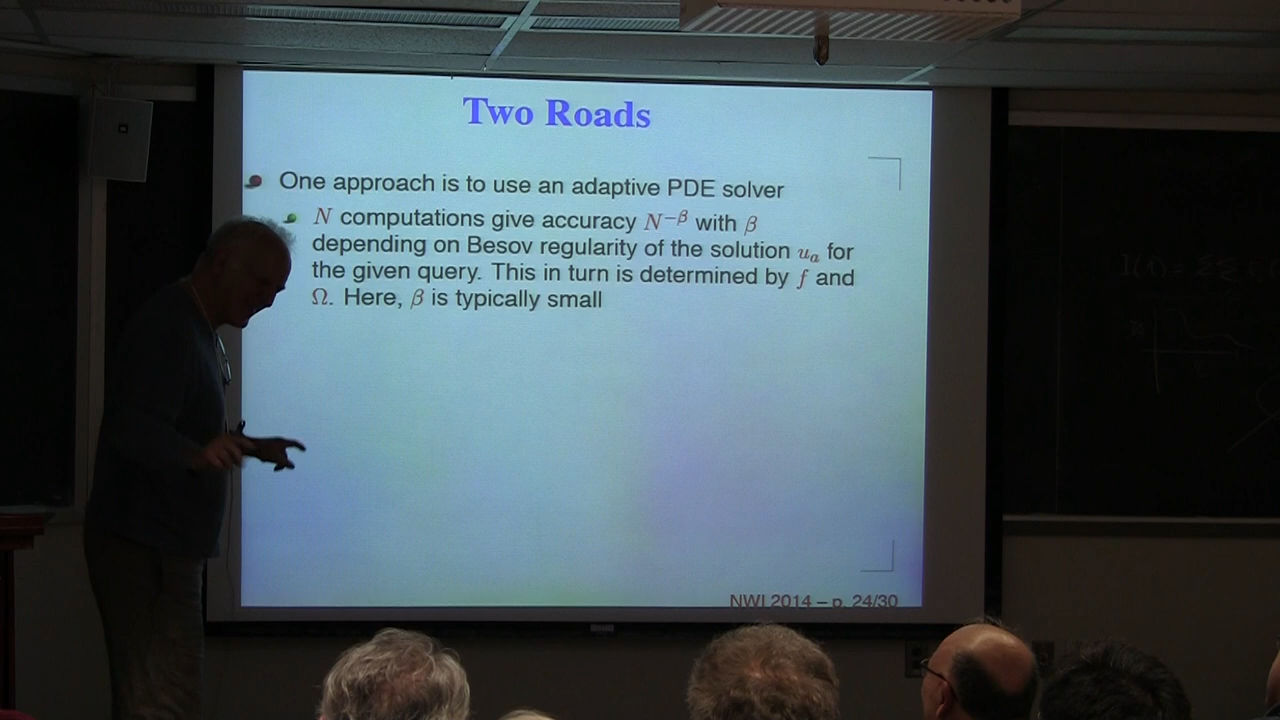 Two Roads
One approach is to use an adaptive PDE solver
N computations give accuracy N^{-β} with β
depending on Besov regularity of the solution u_a for
the given query. This in turn is determined by f and
Ω. Here, β is typically small
NWI 2014 – p. 24/30